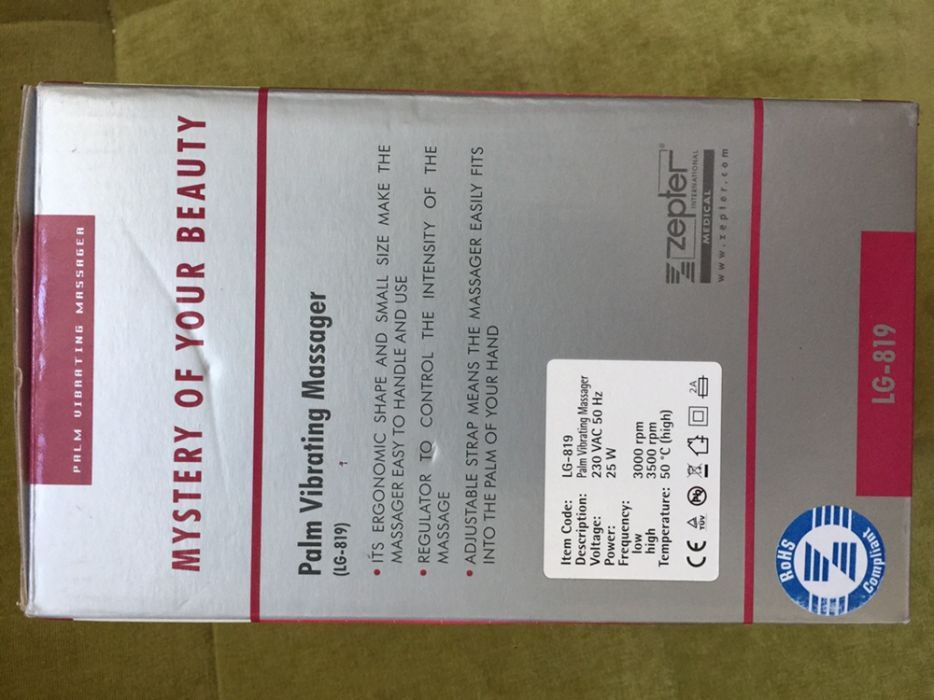 PALM VIBRATING MASSAGER
MYSTERY OF YOUR BEAUTY
Palm Vibrating Massager
(LG-819)
• IT'S ERGONOMIC SHAPE AND SMALL SIZE MAKE THE
MASSAGER EASY TO HANDLE AND USE
• REGULATOR TO CONTROL THE INTENSITY OF THE
MASSAGE
• ADJUSTABLE STRAP MEANS THE MASSAGER EASILY FITS
INTO THE PALM OF YOUR HAND
Item Code: LG-819
Description: Palm Vibrating Massager
Voltage: 230 VAC 50 Hz
Power: 25 W
Frequency:
low 3000 rpm
high 3500 rpm
Temperature: 50 °C (high)
CE TÜV Pb 2A
zepter®
INTERNATIONAL
MEDICAL
www.zepter.com
RoHS
Compliant
LG-819